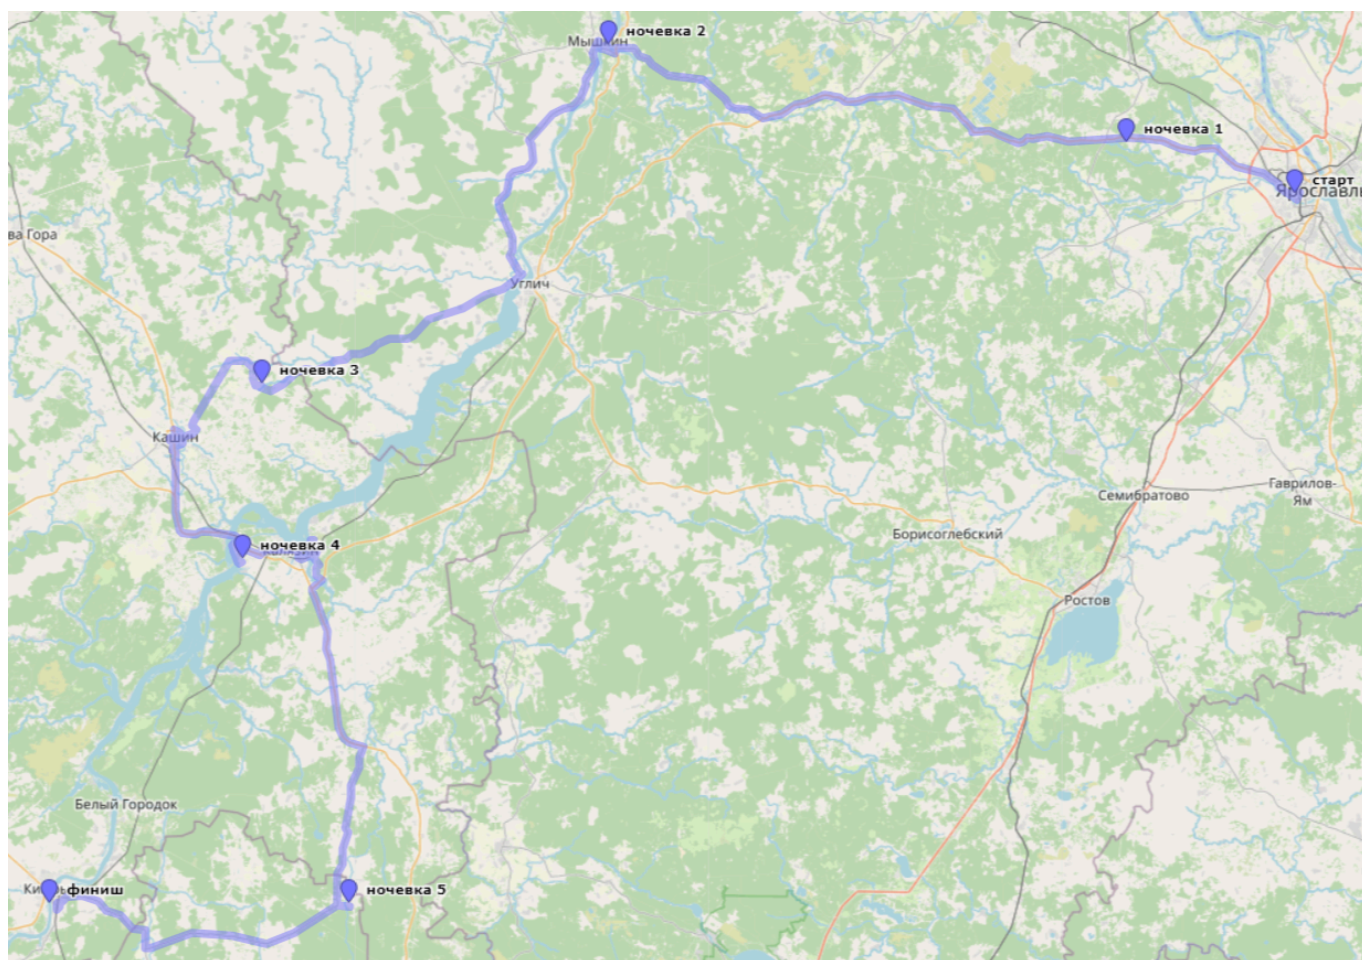 ночевка 2
Мышкин
ночевка 1
старт
Ярославль
ва Гора
Углич
ночевка 3
Кашин
Гаврилов-
Ям
Семибратово
Борисоглебский
ночевка 4
Ростов
Белый Городок
финиш
ночевка 5